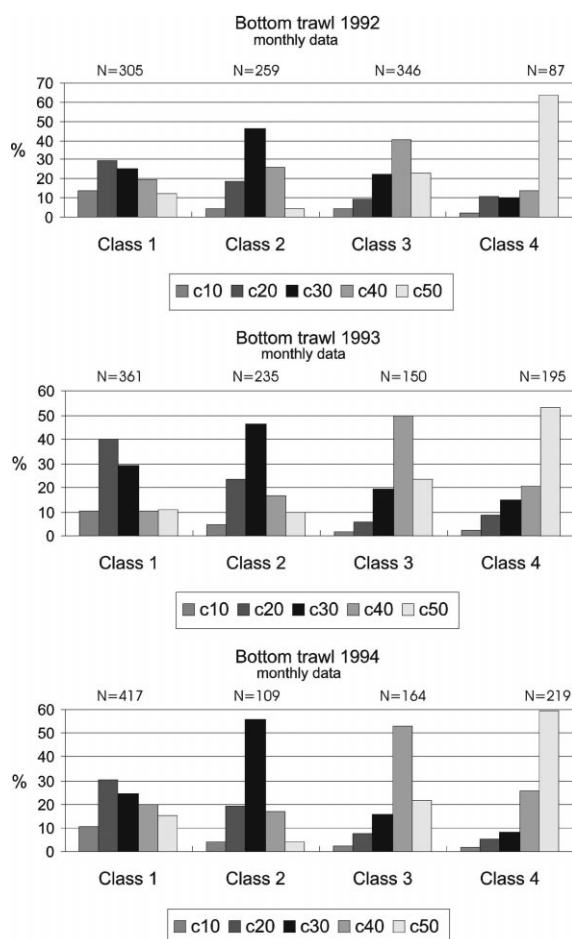 Bottom trawl 1992
monthly data
N=305 N=259 N=346 N=87
70
60
50
40
30
20
10
0
%
Class 1 Class 2 Class 3 Class 4
c10 c20 c30 c40 c50
Bottom trawl 1993
monthly data
N=361 N=235 N=150 N=195
60
50
40
30
20
10
0
%
Class 1 Class 2 Class 3 Class 4
c10 c20 c30 c40 c50
Bottom trawl 1994
monthly data
N=417 N=109 N=164 N=219
60
50
40
30
20
10
0
%
Class 1 Class 2 Class 3 Class 4
c10 c20 c30 c40 c50